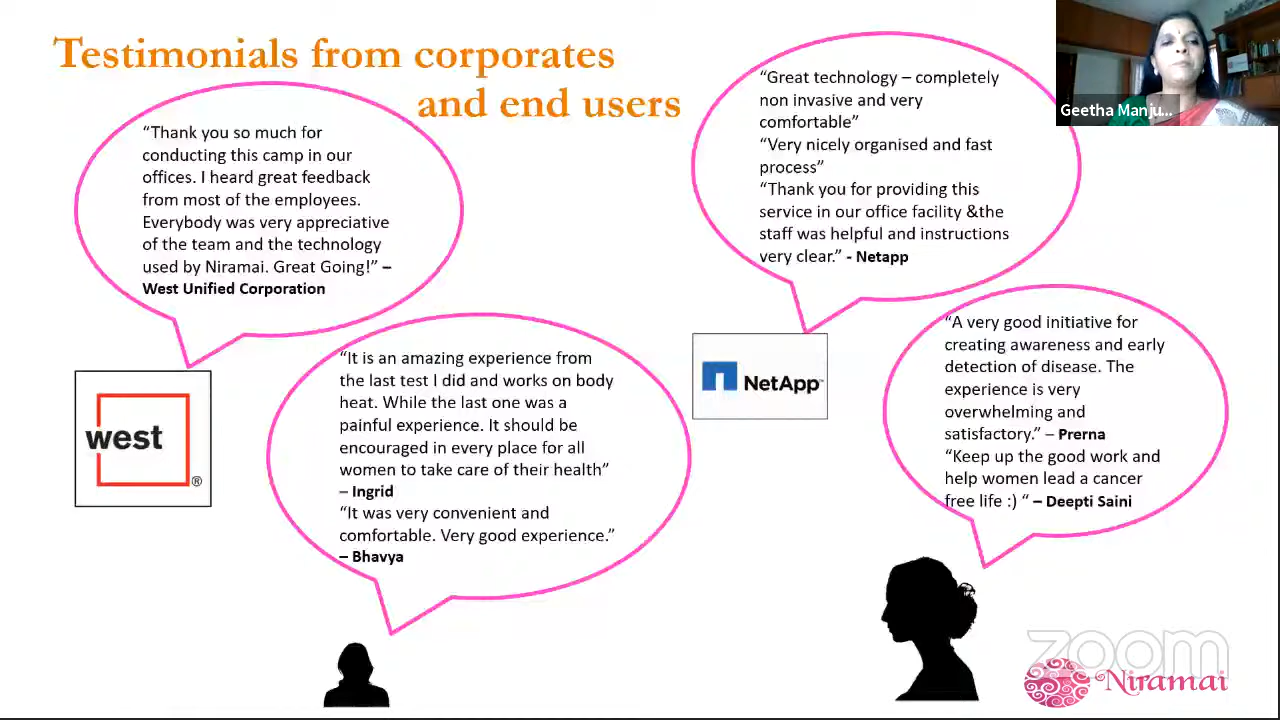 Testimonials from corporates
and end users
“Thank you so much for
conducting this camp in our
offices. I heard great feedback
from most of the employees.
Everybody was very appreciative
of the team and the technology
used by Niramai. Great Going!” –
West Unified Corporation
west
®
“It is an amazing experience from
the last test I did and works on body
heat. While the last one was a
painful experience. It should be
encouraged in every place for all
women to take care of their health”
– Ingrid
“It was very convenient and
comfortable. Very good experience.”
– Bhavya
“Great technology – completely
non invasive and very
comfortable”
“Very nicely organised and fast
process”
“Thank you for providing this
service in our office facility &the
staff was helpful and instructions
very clear.” - Netapp
NetApp™
“A very good initiative for
creating awareness and early
detection of disease. The
experience is very
overwhelming and
satisfactory.” – Prerna
“Keep up the good work and
help women lead a cancer
free life :) “ – Deepti Saini
Geetha Manju...
zoom
Niramai